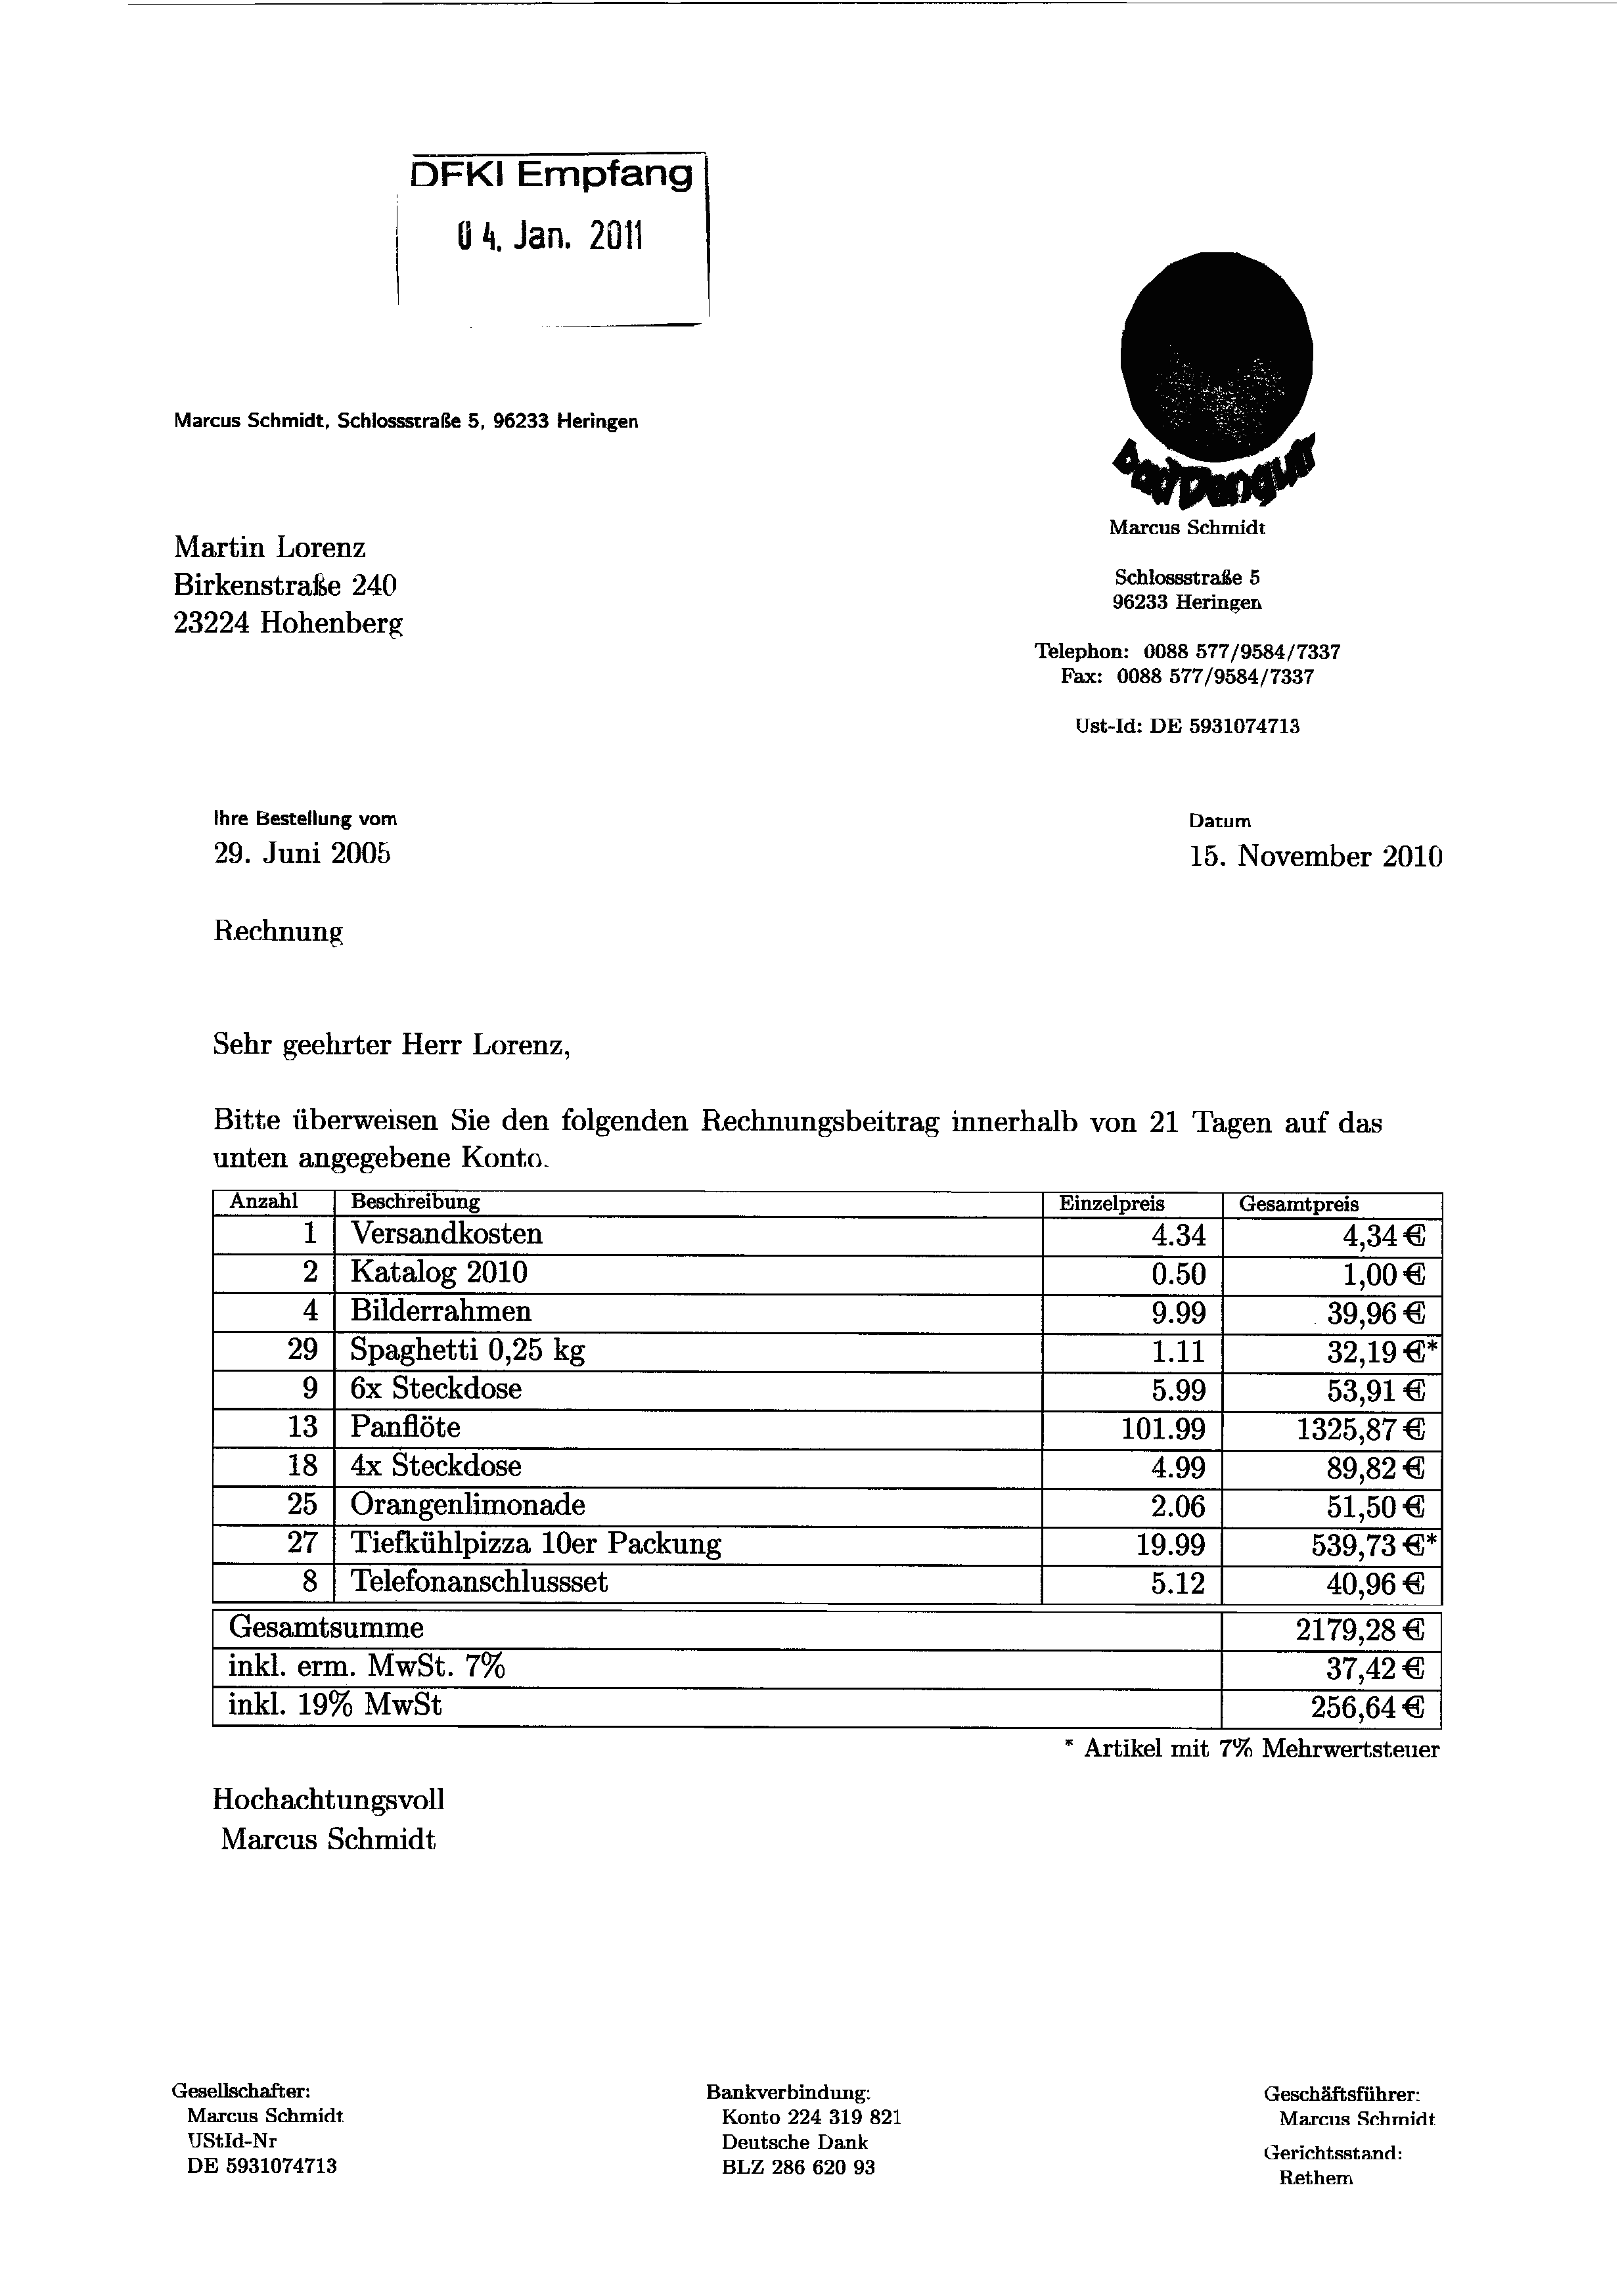 DFKI Empfang
04. Jan. 2011
Marcus Schmidt, Schlossstraße 5, 96233 Heringen
Martin Lorenz
Birkenstraße 240
23224 Hohenberg
Marcus Schmidt
Schlossstraße 5
96233 Heringen
Telephon: 0088 577/9584/7337
Fax: 0088 577/9584/7337
Ust-Id: DE 5931074713
Ihre Bestellung vom Datum
29. Juni 2005 15. November 2010
Rechnung
Sehr geehrter Herr Lorenz,
Bitte überweisen Sie den folgenden Rechnungsbeitrag innerhalb von 21 Tagen auf das
unten angegebene Konto.
Anzahl Beschreibung Einzelpreis Gesamtpreis
1 Versandkosten 4.34 4,34 €
2 Katalog 2010 0.50 1,00 €
4 Bilderrahmen 9.99 39,96 €
29 Spaghetti 0,25 kg 1.11 32,19 €*
9 6x Steckdose 5.99 53,91 €
13 Panflöte 101.99 1325,87 €
18 4x Steckdose 4.99 89,82 €
25 Orangenlimonade 2.06 51,50 €
27 Tiefkühlpizza 10er Packung 19.99 539,73 €*
8 Telefonanschlussset 5.12 40,96 €
Gesamtsumme 2179,28 €
inkl. erm. MwSt. 7% 37,42 €
inkl. 19% MwSt 256,64 €
* Artikel mit 7% Mehrwertsteuer
Hochachtungsvoll
Marcus Schmidt
Gesellschafter:
Marcus Schmidt
UStId-Nr
DE 5931074713
Bankverbindung:
Konto 224 319 821
Deutsche Dank
BLZ 286 620 93
Geschäftsführer:
Marcus Schmidt
Gerichtsstand:
Rethem